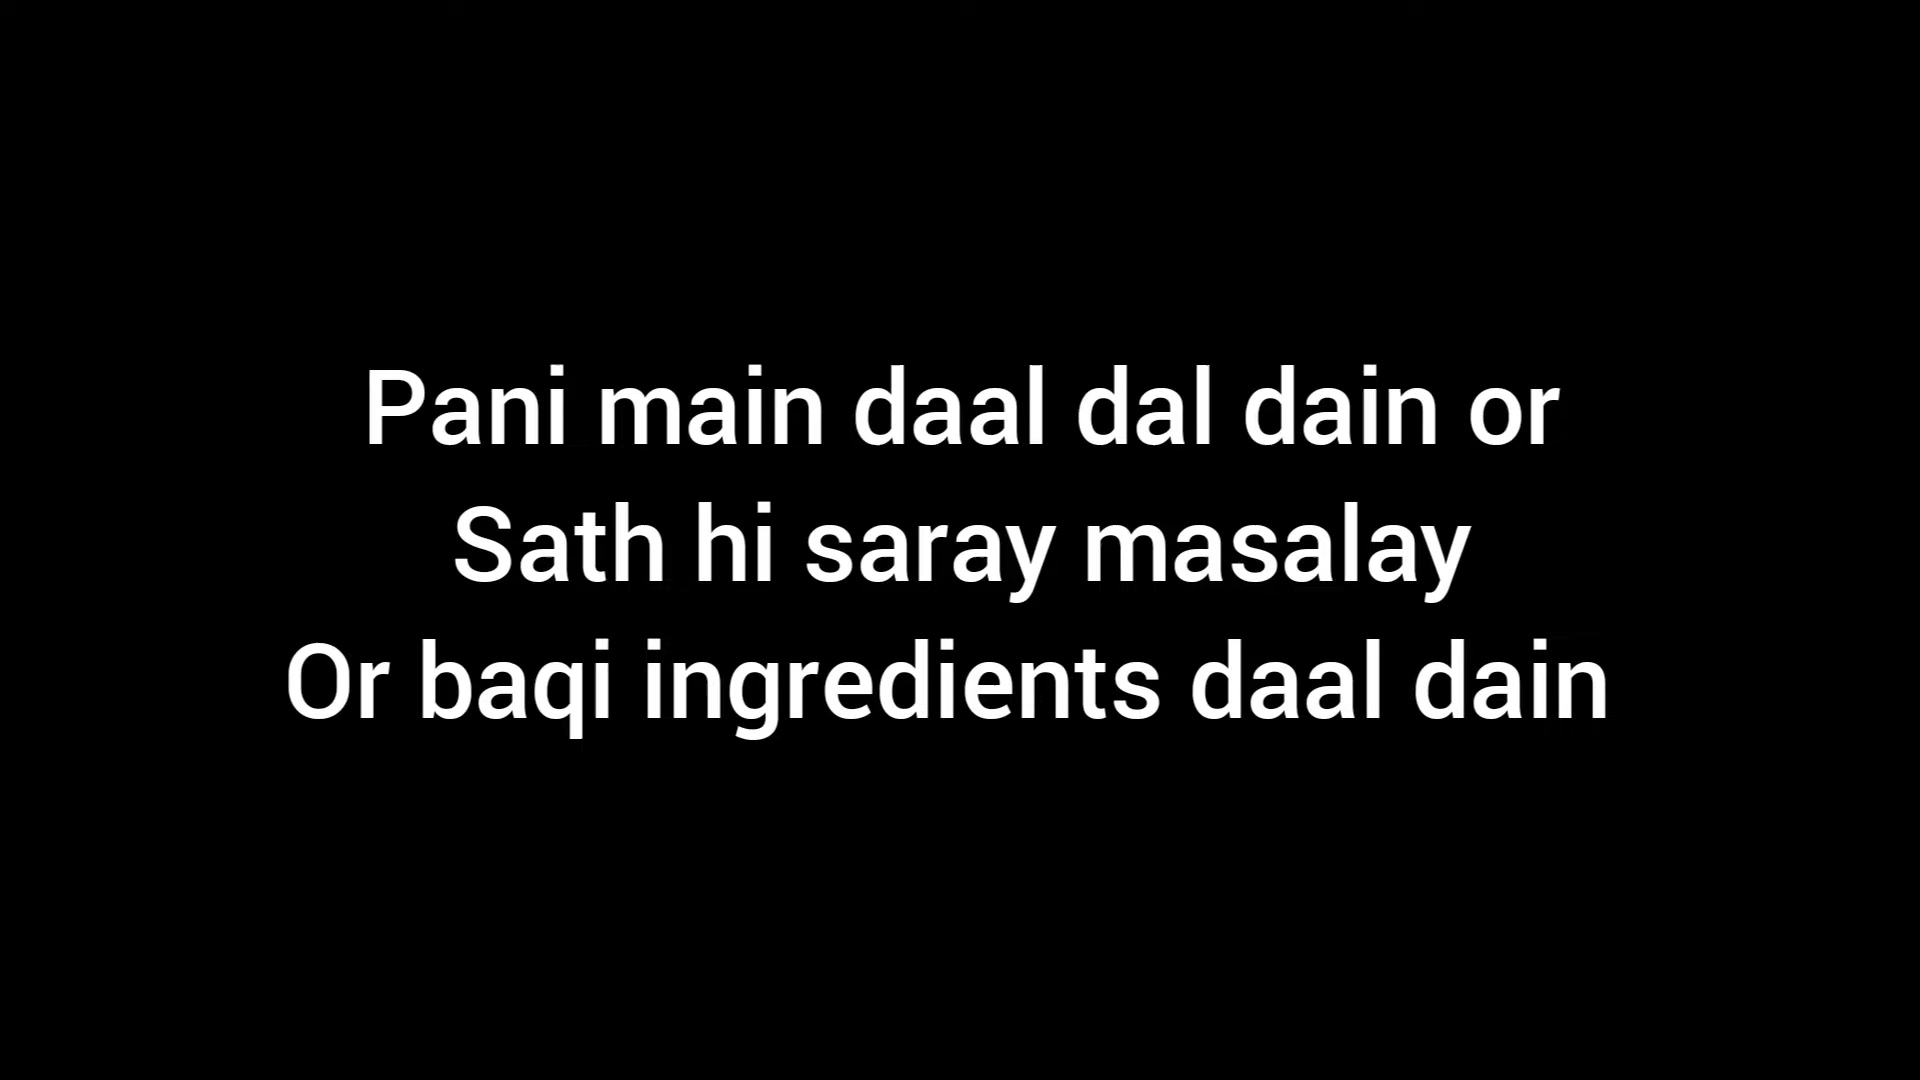 Pani main daal dal dain or
Sath hi saray masalay
Or baqi ingredients daal dain